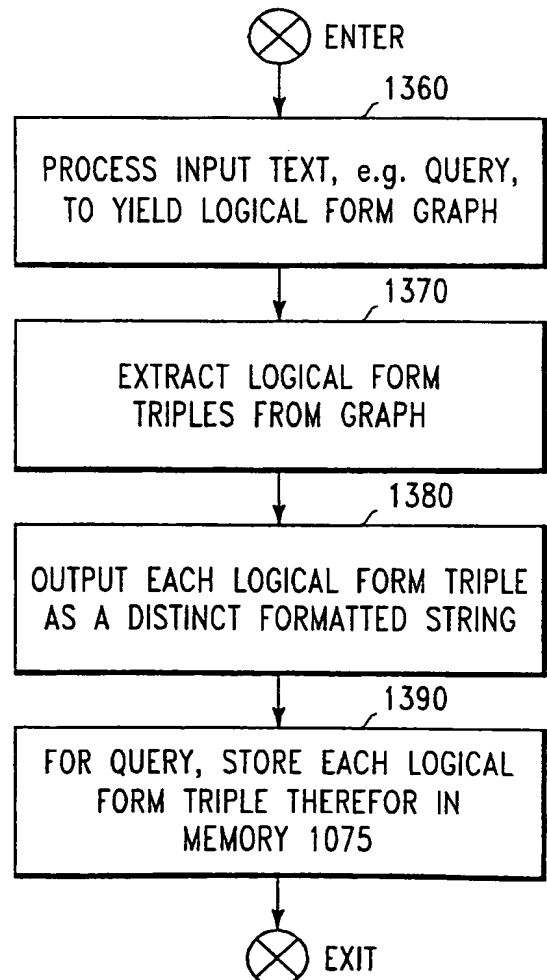 ENTER
1360
PROCESS INPUT TEXT, e.g. QUERY,
TO YIELD LOGICAL FORM GRAPH
1370
EXTRACT LOGICAL FORM
TRIPLES FROM GRAPH
1380
OUTPUT EACH LOGICAL FORM TRIPLE
AS A DISTINCT FORMATTED STRING
1390
FOR QUERY, STORE EACH LOGICAL
FORM TRIPLE THEREFOR IN
MEMORY 1075
EXIT